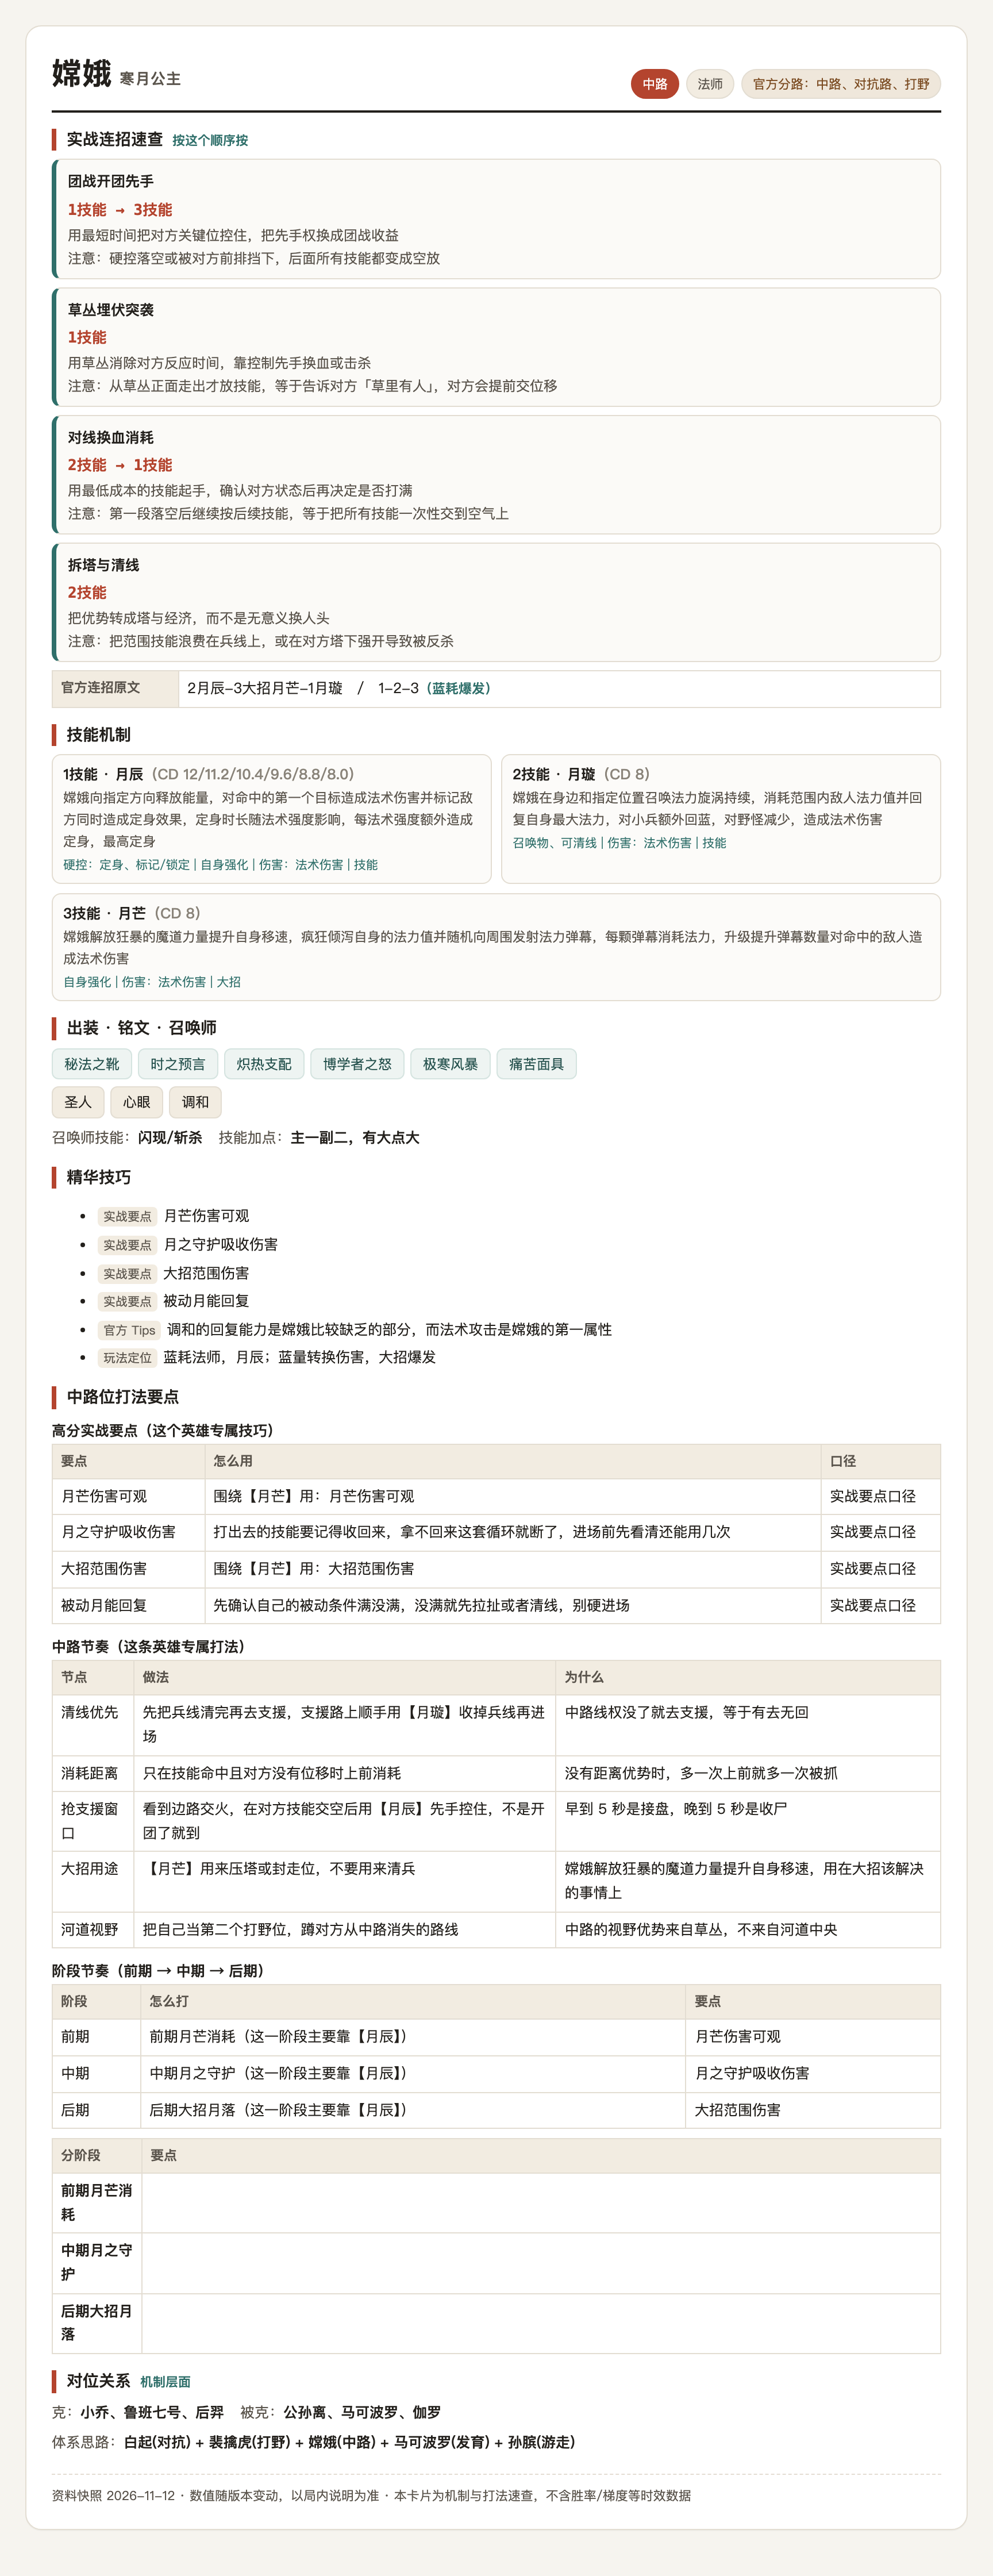 嫦娥 寒月公主
中路 法师 官方分路：中路、对抗路、打野
实战连招速查 按这个顺序按
团战开团先手
1技能 → 3技能
用最短时间把对方关键位控住，把先手权换成团战收益
注意：硬控落空或被对方前排挡下，后面所有技能都变成空放
草丛埋伏突袭
1技能
用草丛消除对方反应时间，靠控制先手换血或击杀
注意：从草丛正面走出才放技能，等于告诉对方「草里有人」，对方会提前交位移
对线换血消耗
2技能 → 1技能
用最低成本的技能起手，确认对方状态后再决定是否打满
注意：第一段落空后继续按后续技能，等于把所有技能一次性交到空气上
拆塔与清线
2技能
把优势转成塔与经济，而不是无意义换人头
注意：把范围技能浪费在兵线上，或在对方塔下强开导致被反杀
官方连招原文 2月辰-3大招月芒-1月璇 / 1-2-3（蓝耗爆发）
技能机制
1技能 · 月辰（CD 12/11.2/10.4/9.6/8.8/8.0）
嫦娥向指定方向释放能量，对命中的第一个目标造成法术伤害并标记敌
方同时造成定身效果，定身时长随法术强度影响，每法术强度额外造成
定身，最高定身
硬控：定身、标记/锁定 | 自身强化 | 伤害：法术伤害 | 技能
2技能 · 月璇（CD 8）
嫦娥在身边和指定位置召唤法力旋涡持续，消耗范围内敌人法力值并回
复自身最大法力，对小兵额外回蓝，对野怪减少，造成法术伤害
召唤物、可清线 | 伤害：法术伤害 | 技能
3技能 · 月芒（CD 8）
嫦娥解放狂暴的魔道力量提升自身移速，疯狂倾泻自身的法力值并随机向周围发射法力弹幕，每颗弹幕消耗法力，升级提升弹幕数量对命中的敌人造
成法术伤害
自身强化 | 伤害：法术伤害 | 大招
出装 · 铭文 · 召唤师
秘法之靴 时之预言 炽热支配 博学者之怒 极寒风暴 痛苦面具
圣人 心眼 调和
召唤师技能：闪现/斩杀 技能加点：主一副二，有大点大
精华技巧
• 实战要点 月芒伤害可观
• 实战要点 月之守护吸收伤害
• 实战要点 大招范围伤害
• 实战要点 被动月能回复
• 官方 Tips 调和的回复能力是嫦娥比较缺乏的部分，而法术攻击是嫦娥的第一属性
• 玩法定位 蓝耗法师，月辰；蓝量转换伤害，大招爆发
中路位打法要点
高分实战要点（这个英雄专属技巧）
要点 怎么用 口径
月芒伤害可观 围绕【月芒】用：月芒伤害可观 实战要点口径
月之守护吸收伤害 打出去的技能要记得收回来，拿不回来这套循环就断了，进场前先看清还能用几次 实战要点口径
大招范围伤害 围绕【月芒】用：大招范围伤害 实战要点口径
被动月能回复 先确认自己的被动条件满没满，没满就先拉扯或者清线，别硬进场 实战要点口径
中路节奏（这条英雄专属打法）
节点 做法 为什么
清线优先 先把兵线清完再去支援，支援路上顺手用【月璇】收掉兵线再进
场 中路线权没了就去支援，等于有去无回
消耗距离 只在技能命中且对方没有位移时上前消耗 没有距离优势时，多一次上前就多一次被抓
抢支援窗
口 看到边路交火，在对方技能交空后用【月辰】先手控住，不是开
团了就到 早到 5 秒是接盘，晚到 5 秒是收尸
大招用途 【月芒】用来压塔或封走位，不要用来清兵 嫦娥解放狂暴的魔道力量提升自身移速，用在大招该解决
的事情上
河道视野 把自己当第二个打野位，蹲对方从中路消失的路线 中路的视野优势来自草丛，不来自河道中央
阶段节奏（前期 → 中期 → 后期）
阶段 怎么打 要点
前期 前期月芒消耗（这一阶段主要靠【月辰】） 月芒伤害可观
中期 中期月之守护（这一阶段主要靠【月辰】） 月之守护吸收伤害
后期 后期大招月落（这一阶段主要靠【月辰】） 大招范围伤害
分阶段 要点
前期月芒消
耗
中期月之守
护
后期大招月
落
对位关系 机制层面
克：小乔、鲁班七号、后羿 被克：公孙离、马可波罗、伽罗
体系思路：白起(对抗) + 裴擒虎(打野) + 嫦娥(中路) + 马可波罗(发育) + 孙膑(游走)
资料快照 2026-11-12 · 数值随版本变动，以局内说明为准 · 本卡片为机制与打法速查，不含胜率/梯度等时效数据